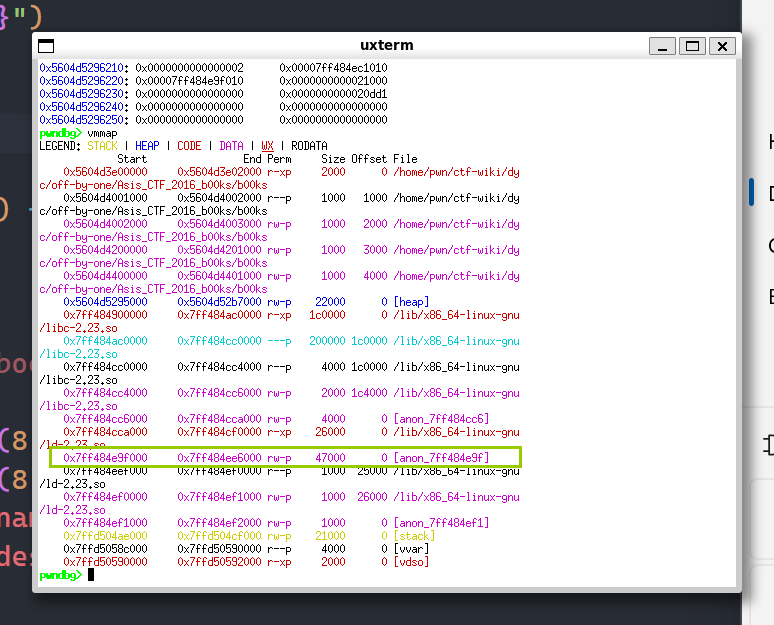 }")
uxterm
0x5604d5296210: 0x0000000000000002 0x00007ff484ec1010
0x5604d5296220: 0x00007ff484e9f010 0x0000000000021000
0x5604d5296230: 0x0000000000000000 0x0000000000020dd1
0x5604d5296240: 0x0000000000000000 0x0000000000000000
0x5604d5296250: 0x0000000000000000 0x0000000000000000
pwndbg> vmmap
LEGEND: STACK | HEAP | CODE | DATA | WX | RODATA
Start End Perm Size Offset File
0x5604d3e00000 0x5604d3e02000 r-xp 2000 0 /home/pwn/ctf-wiki/dy
c/off-by-one/Asis_CTF_2016_b00ks/b00ks
0x5604d4001000 0x5604d4002000 r--p 1000 1000 /home/pwn/ctf-wiki/dy
c/off-by-one/Asis_CTF_2016_b00ks/b00ks
0x5604d4002000 0x5604d4003000 rw-p 1000 2000 /home/pwn/ctf-wiki/dy
c/off-by-one/Asis_CTF_2016_b00ks/b00ks
0x5604d4200000 0x5604d4201000 rw-p 1000 3000 /home/pwn/ctf-wiki/dy
c/off-by-one/Asis_CTF_2016_b00ks/b00ks
0x5604d4400000 0x5604d4401000 rw-p 1000 4000 /home/pwn/ctf-wiki/dy
c/off-by-one/Asis_CTF_2016_b00ks/b00ks
0x5604d5295000 0x5604d52b7000 rw-p 22000 0 [heap]
0x7ff484900000 0x7ff484ac0000 r-xp 1c0000 0 /lib/x86_64-linux-gnu
/libc-2.23.so
0x7ff484ac0000 0x7ff484cc0000 ---p 200000 1c0000 /lib/x86_64-linux-gnu
/libc-2.23.so
0x7ff484cc0000 0x7ff484cc4000 r--p 4000 1c0000 /lib/x86_64-linux-gnu
/libc-2.23.so
0x7ff484cc4000 0x7ff484cc6000 rw-p 2000 1c4000 /lib/x86_64-linux-gnu
/libc-2.23.so
0x7ff484cc6000 0x7ff484cca000 rw-p 4000 0 [anon_7ff484cc6]
0x7ff484cca000 0x7ff484cf0000 r-xp 26000 0 /lib/x86_64-linux-gnu
/ld-2.23.so
0x7ff484e9f000 0x7ff484ee6000 rw-p 47000 0 [anon_7ff484e9f]
0x7ff484eef000 0x7ff484ef0000 r--p 1000 25000 /lib/x86_64-linux-gnu
/ld-2.23.so
0x7ff484ef0000 0x7ff484ef1000 rw-p 1000 26000 /lib/x86_64-linux-gnu
/ld-2.23.so
0x7ff484ef1000 0x7ff484ef2000 rw-p 1000 0 [anon_7ff484ef1]
0x7ffd504ae000 0x7ffd504cf000 rw-p 21000 0 [stack]
0x7ffd5058c000 0x7ffd50590000 r--p 4000 0 [vvar]
0x7ffd50590000 0x7ffd50592000 r-xp 2000 0 [vdso]
pwndbg>
)
boo
(8
(8
nam
des